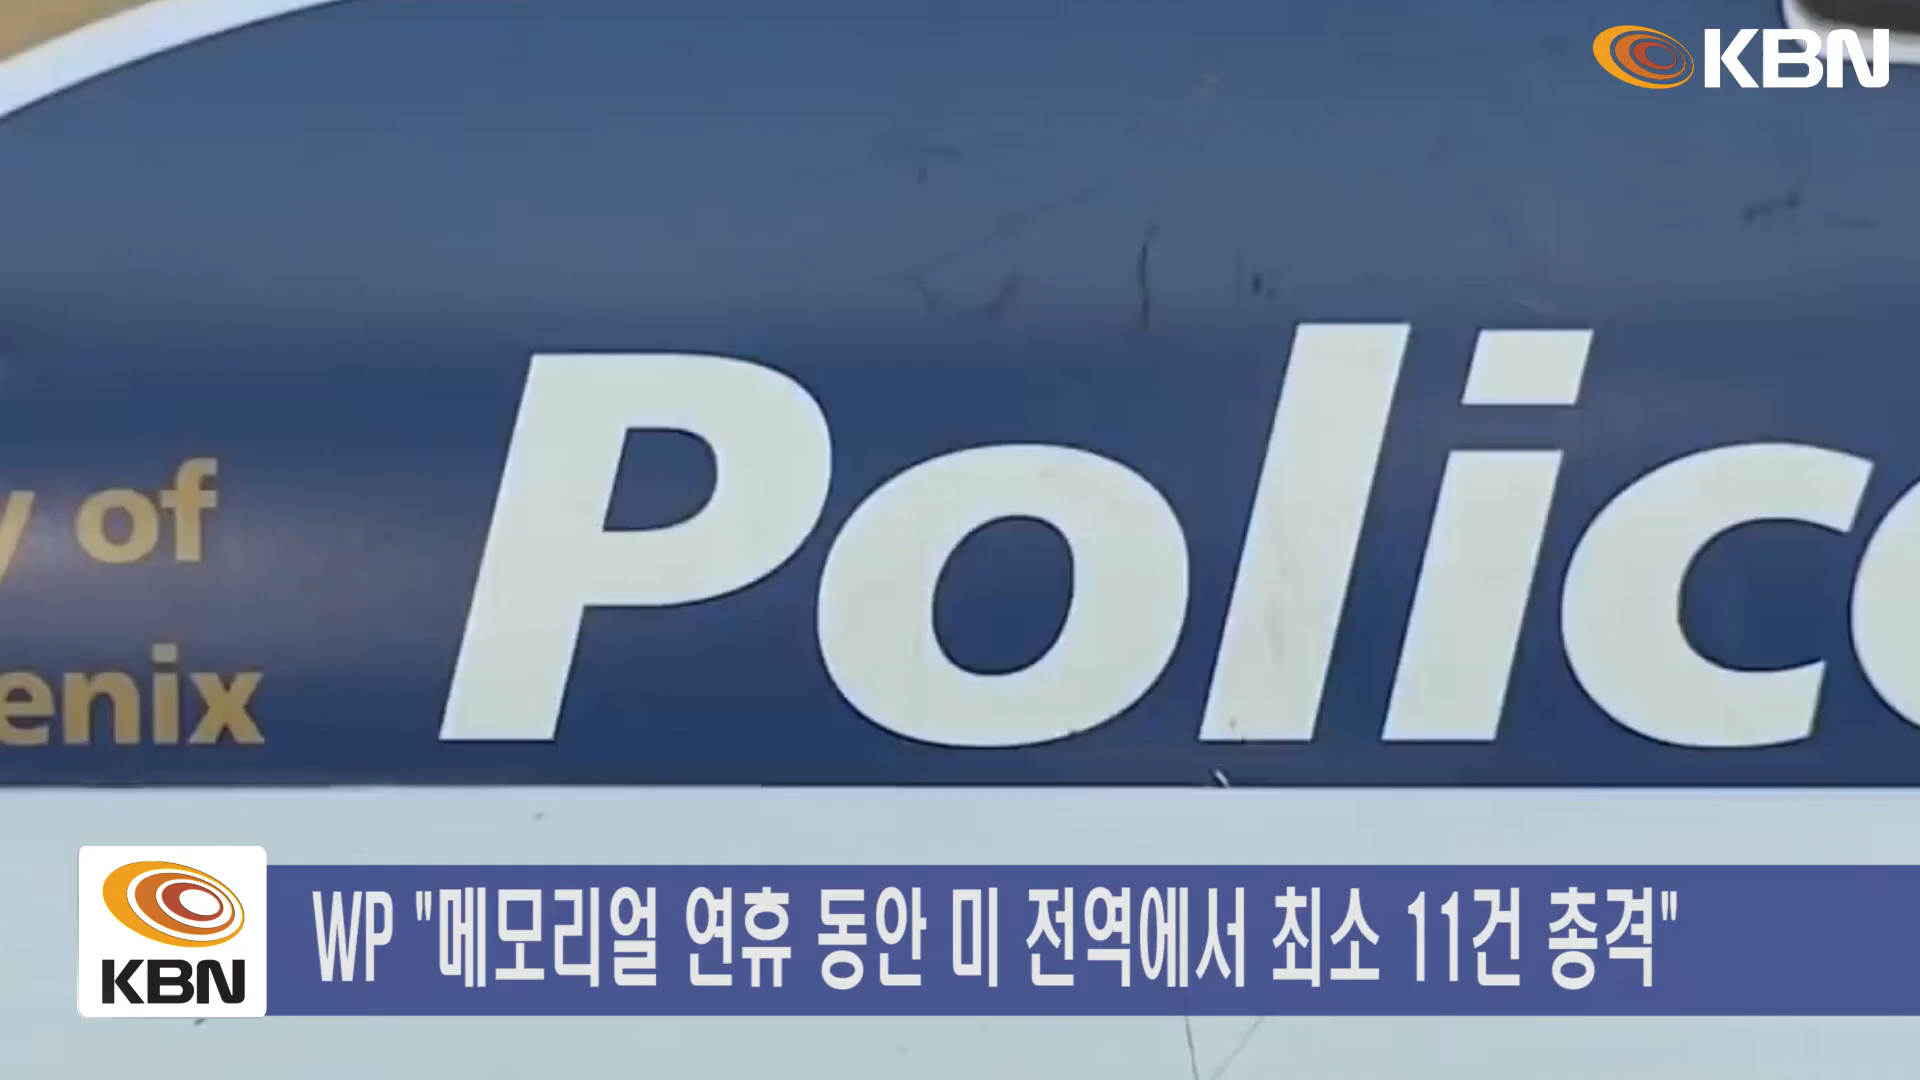 KBN
Polic
y of
enix
KBN
WP "메모리얼 연휴 동안 미 전역에서 최소 11건 총격"